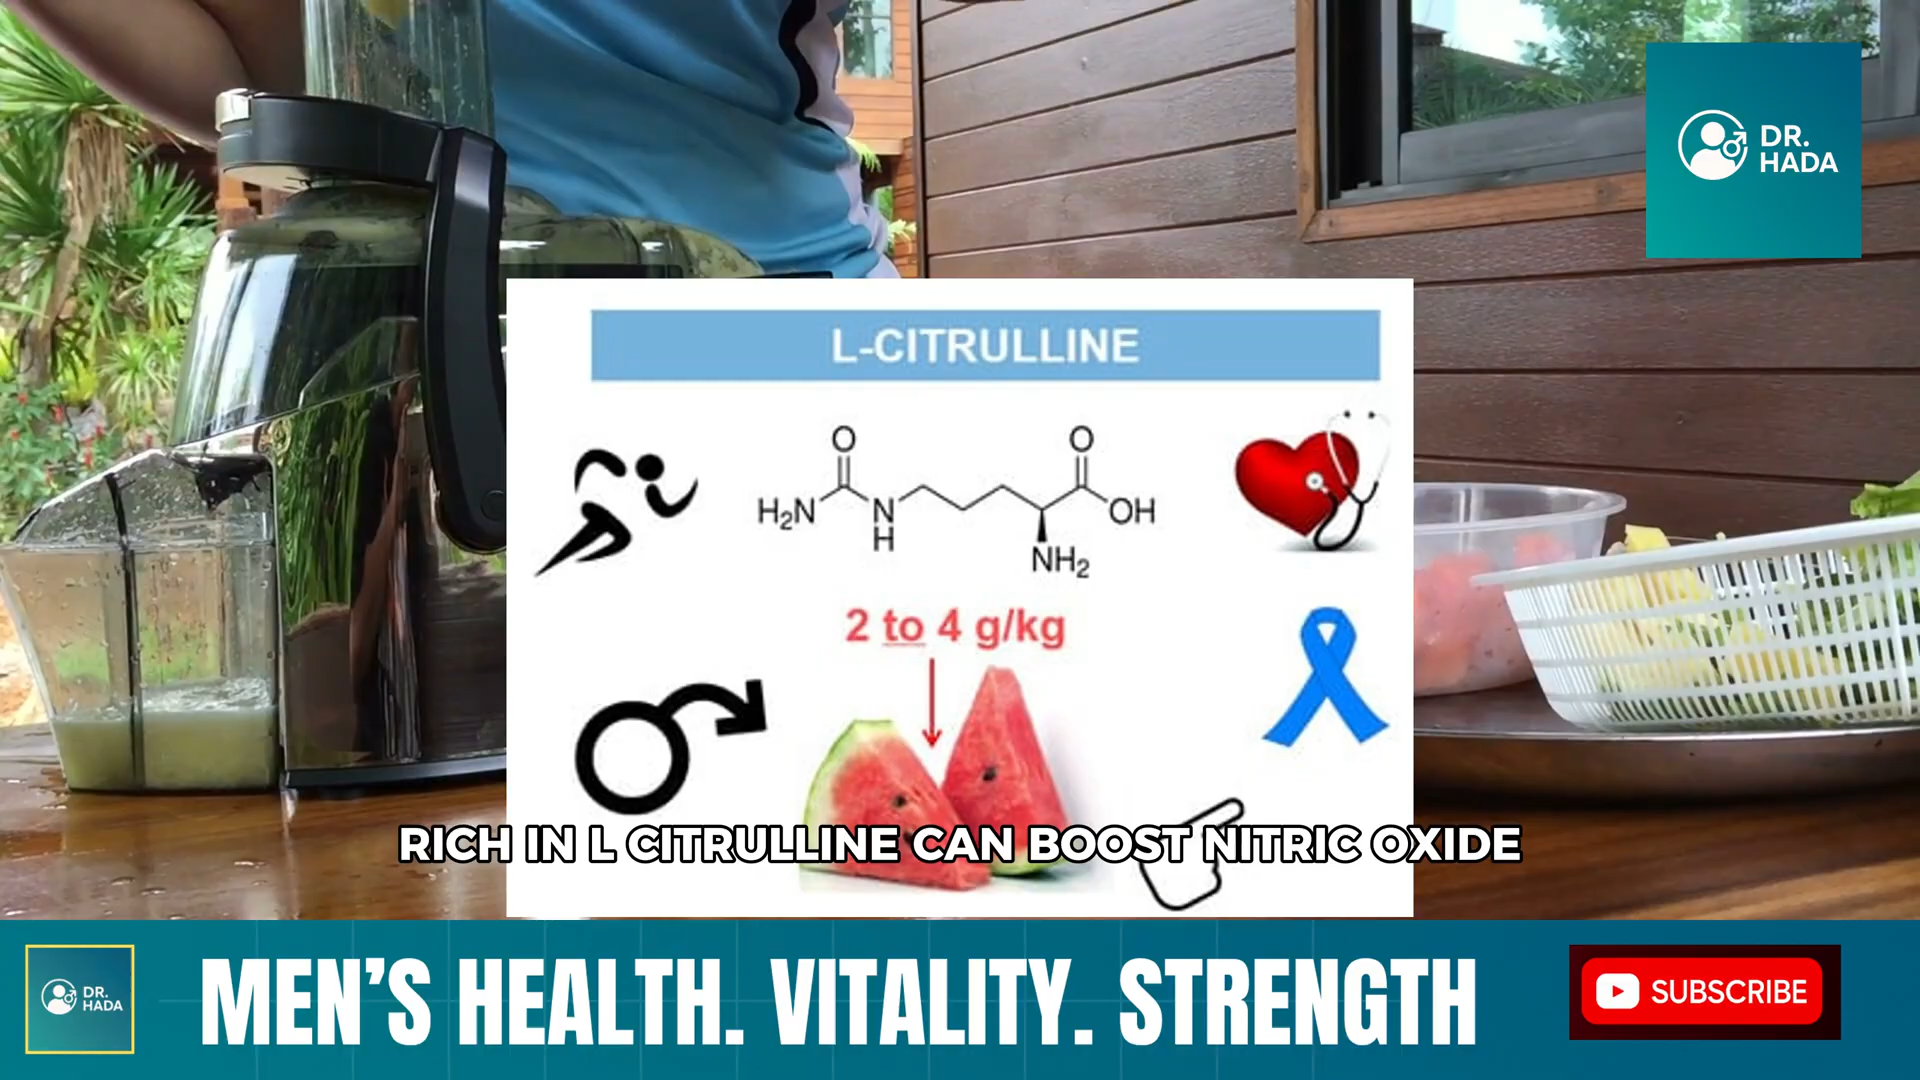 DR.
HADA
L-CITRULLINE
O
O
H₂N
N
H
OH
NH₂
2 to 4 g/kg
RICH IN L CITRULLINE CAN BOOST NITRIC OXIDE
DR.
HADA
MEN'S HEALTH. VITALITY. STRENGTH
SUBSCRIBE